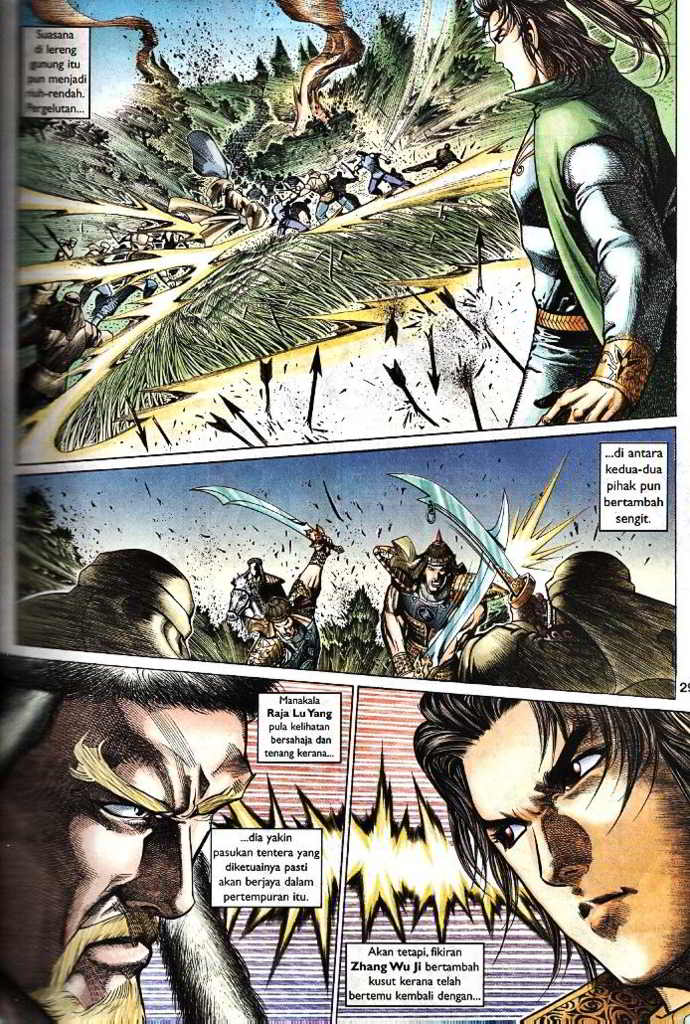 Suasana
di lereng
gunung itu
pun menjadi
riuh-rendah.
Pergelutan...
...di antara
kedua-dua
pihak pun
bertambah
sengit.
29
Manakala
Raja Lu Yang
pula kelihatan
bersahaja dan
tenang kerana...
...dia yakin
pasukan tentera yang
diketuainya pasti
akan berjaya dalam
pertempuran itu.
Akan tetapi, fikiran
Zhang Wu Ji bertambah
kusut kerana telah
bertemu kembali dengan...